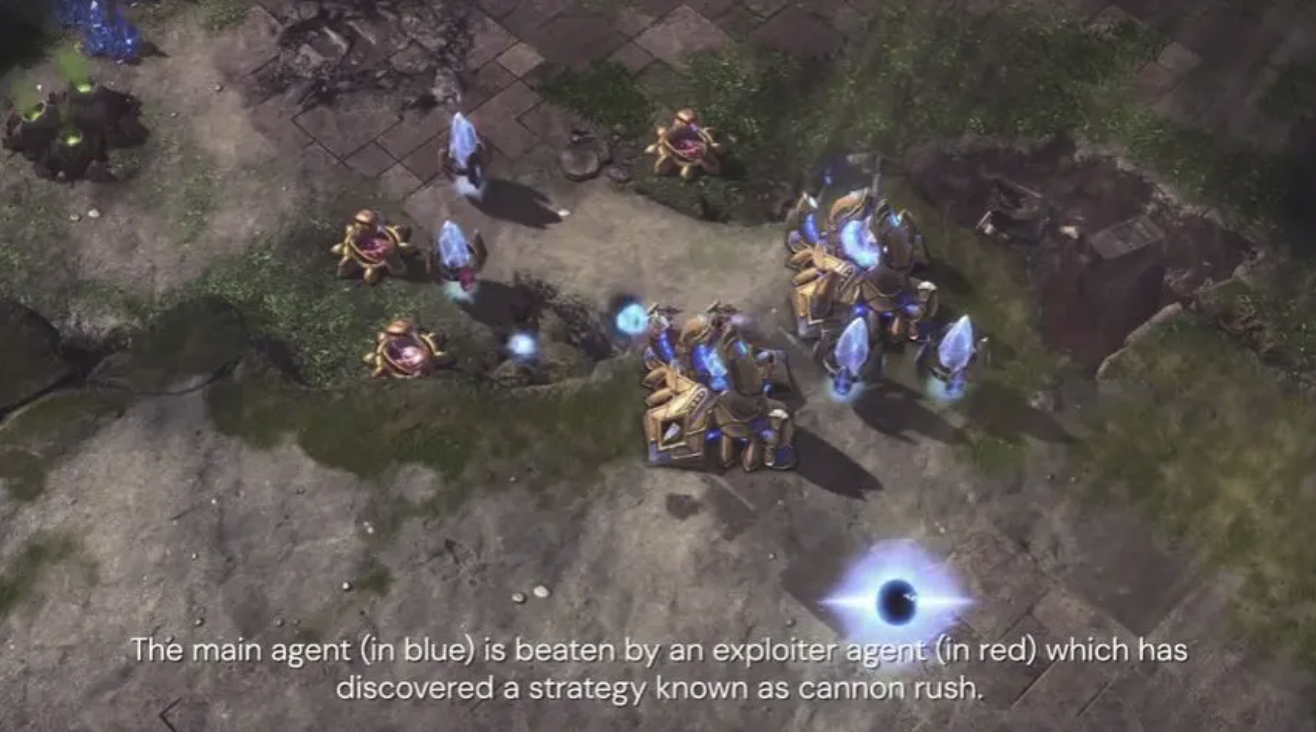 The main agent (in blue) is beaten by an exploiter agent (in red) which has
discovered a strategy known as cannon rush.